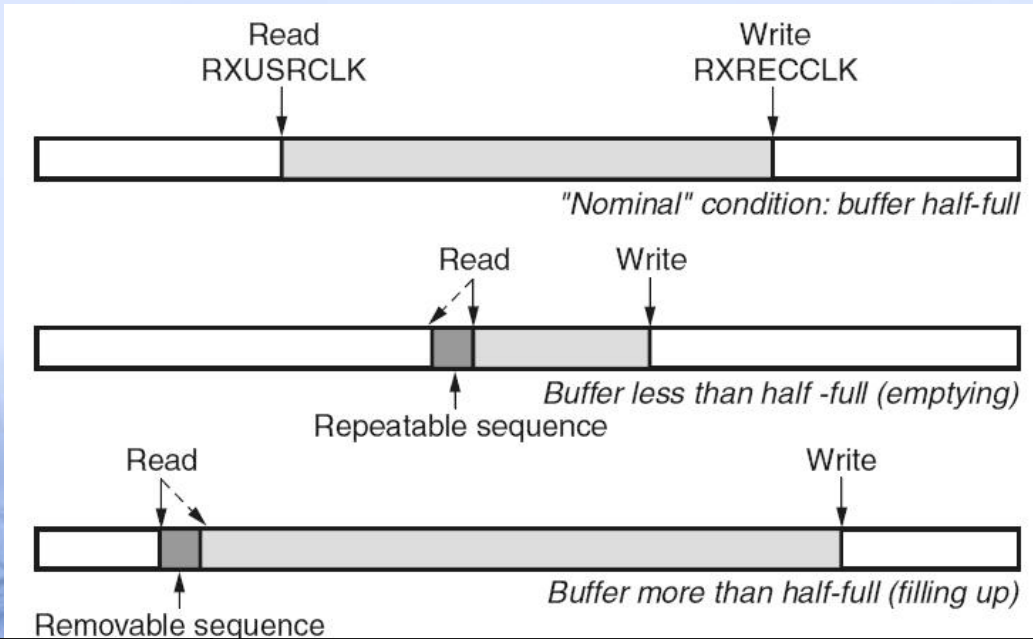 Read
RXUSRCLK
Write
RXRECCLK
"Nominal" condition: buffer half-full
Read
Write
Buffer less than half -full (emptying)
Repeatable sequence
Read
Write
Buffer more than half-full (filling up)
Removable sequence